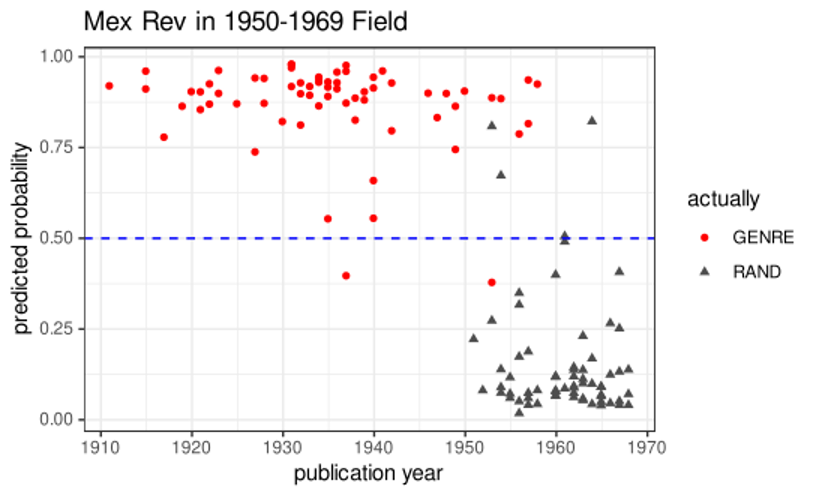 Mex Rev in 1950-1969 Field
1.00
0.75
0.50
0.25
0.00
predicted probability
1910 1920 1930 1940 1950 1960 1970
publication year
actually
GENRE
RAND